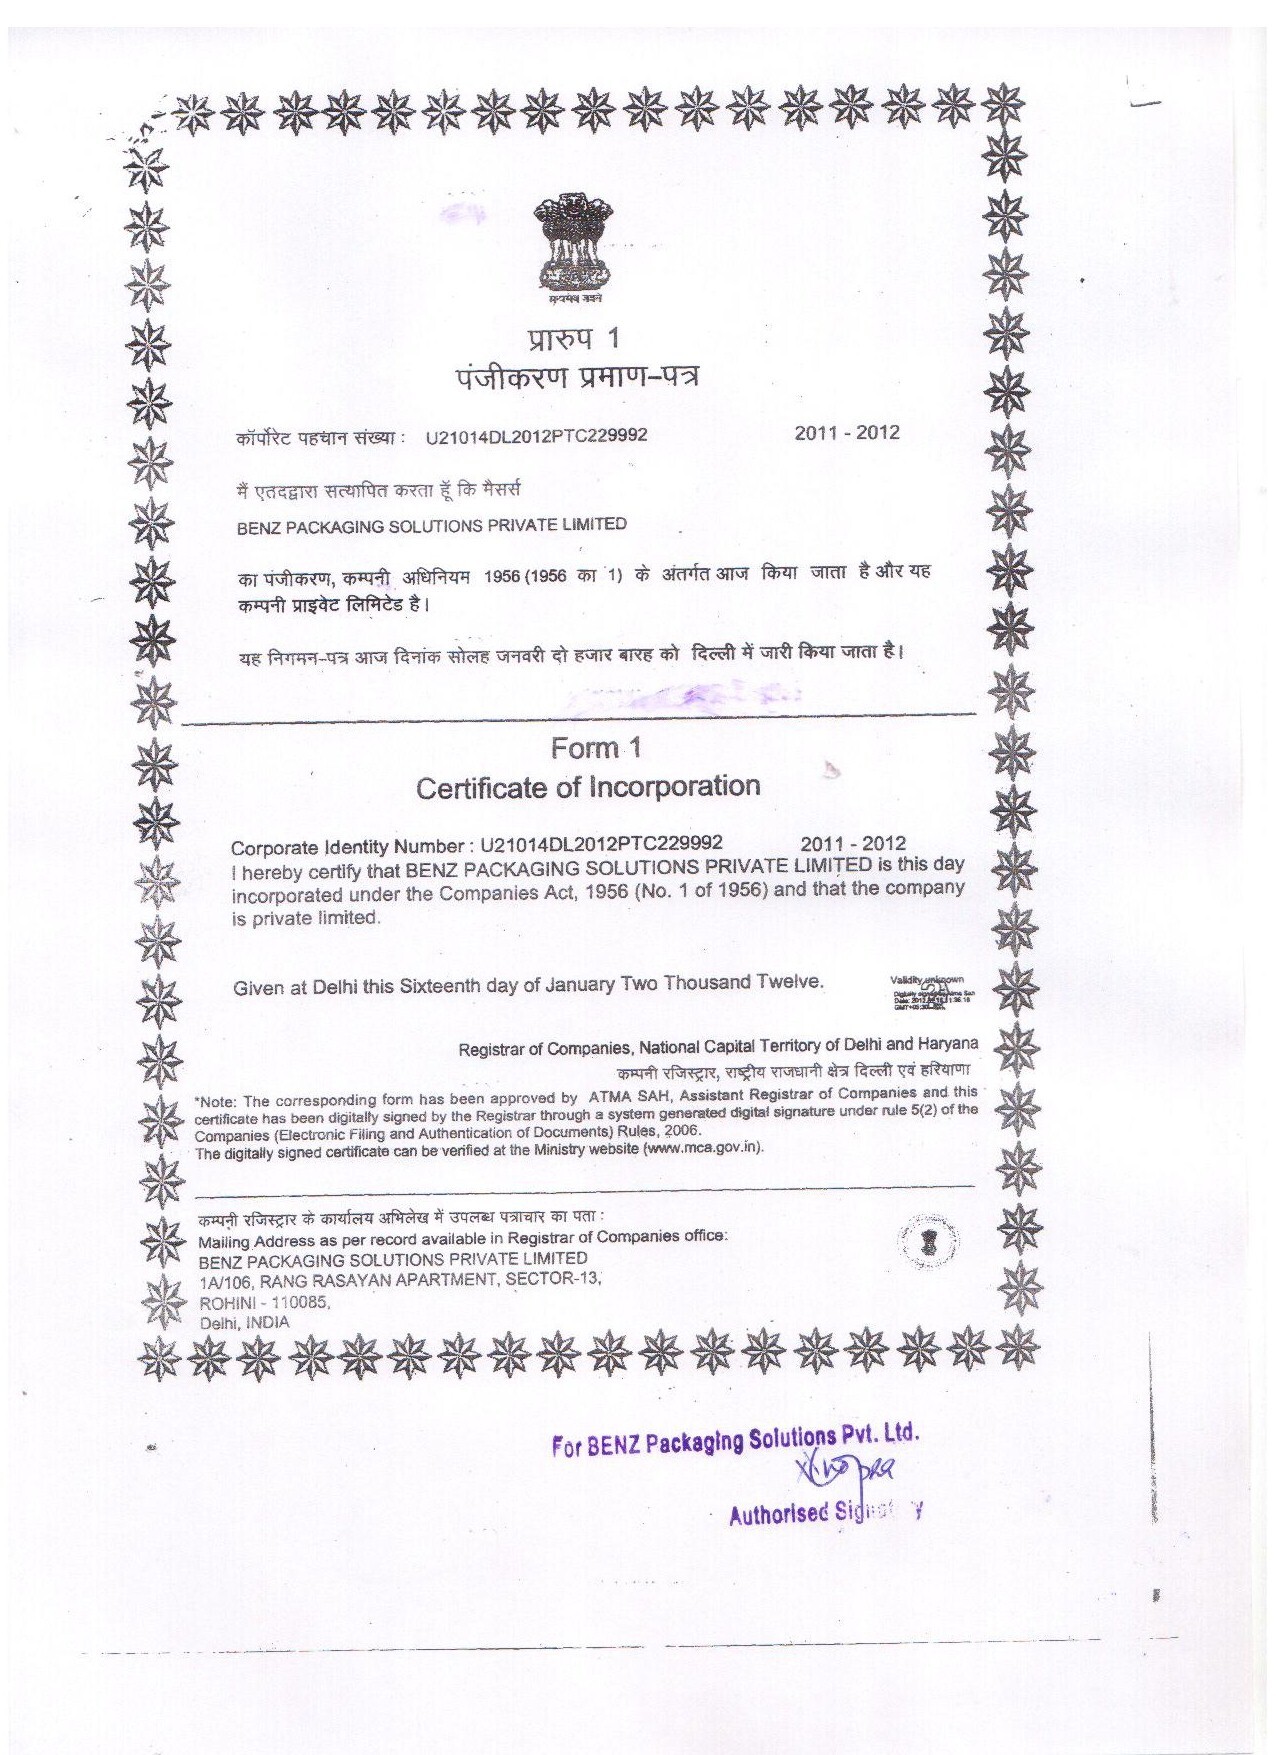 प्रारुप 1
पंजीकरण प्रमाण-पत्र
कॉर्पोरेट पहचान संख्या : U21014DL2012PTC229992 2011 - 2012
मैं एतदद्वारा सत्यापित करता हूँ कि मैसर्स
BENZ PACKAGING SOLUTIONS PRIVATE LIMITED
का पंजीकरण, कम्पनी अधिनियम 1956 (1956 का 1) के अंतर्गत आज किया जाता है और यह
कम्पनी प्राइवेट लिमिटेड है।
यह निगमन-पत्र आज दिनांक सोलह जनवरी दो हजार बारह को दिल्ली में जारी किया जाता है।
Form 1
Certificate of Incorporation
Corporate Identity Number : U21014DL2012PTC229992 2011 - 2012
I hereby certify that BENZ PACKAGING SOLUTIONS PRIVATE LIMITED is this day
incorporated under the Companies Act, 1956 (No. 1 of 1956) and that the company
is private limited.
Given at Delhi this Sixteenth day of January Two Thousand Twelve.
Validity unknown
Registrar of Companies, National Capital Territory of Delhi and Haryana
कम्पनी रजिस्ट्रार, राष्ट्रीय राजधानी क्षेत्र दिल्ली एवं हरियाणा
*Note: The corresponding form has been approved by ATMA SAH, Assistant Registrar of Companies and this
certificate has been digitally signed by the Registrar through a system generated digital signature under rule 5(2) of the
Companies (Electronic Filing and Authentication of Documents) Rules, 2006.
The digitally signed certificate can be verified at the Ministry website (www.mca.gov.in).
कम्पनी रजिस्ट्रार के कार्यालय अभिलेख में उपलब्ध पत्राचार का पता :
Mailing Address as per record available in Registrar of Companies office:
BENZ PACKAGING SOLUTIONS PRIVATE LIMITED
1A/106, RANG RASAYAN APARTMENT, SECTOR-13,
ROHINI - 110085,
Delhi, INDIA
For BENZ Packaging Solutions Pvt. Ltd.
Authorised